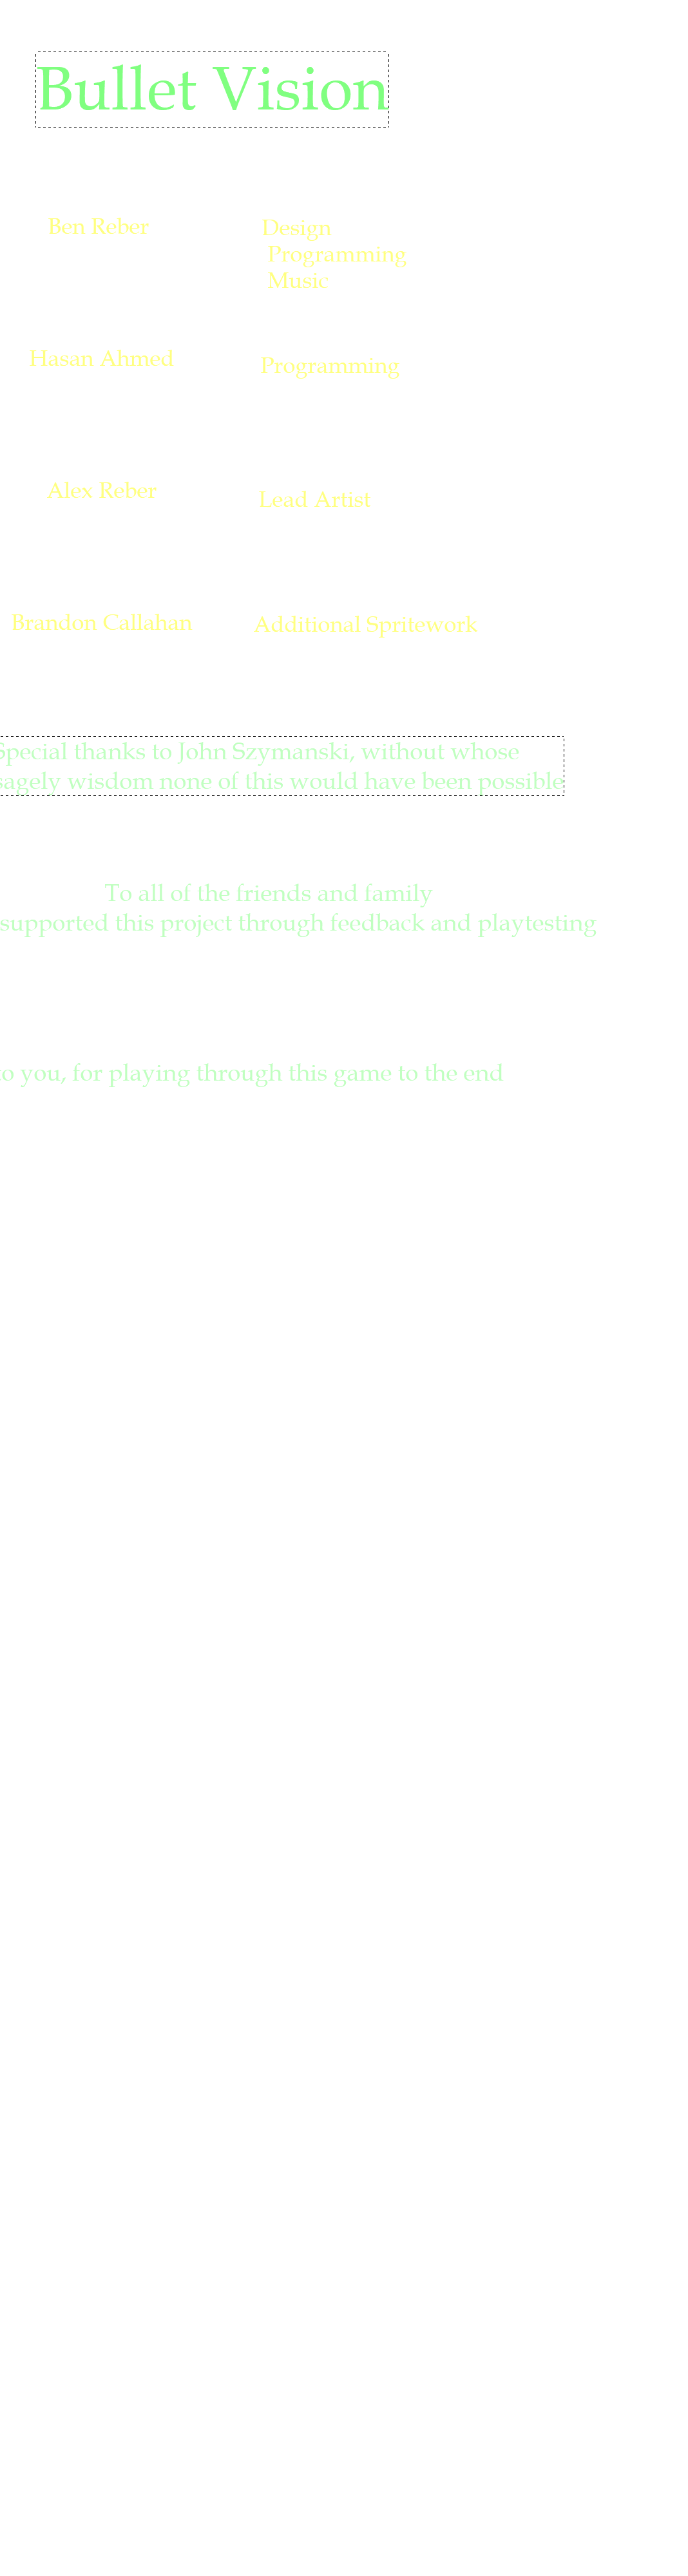 Bullet Vision
Ben Reber
Design
Programming
Music
Hasan Ahmed
Programming
Alex Reber
Lead Artist
Brandon Callahan
Additional Spritework
Special thanks to John Szymanski, without whose
sagely wisdom none of this would have been possible
To all of the friends and family
supported this project through feedback and playtesting
to you, for playing through this game to the end